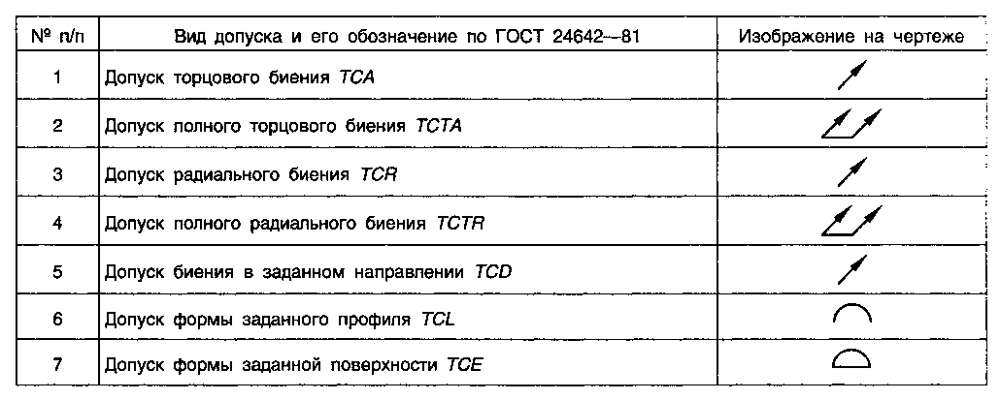 № п/п Вид допуска и его обозначение по ГОСТ 24642—81 Изображение на чертеже
1 Допуск торцового биения TCA
2 Допуск полного торцового биения TCTA
3 Допуск радиального биения TCR
4 Допуск полного радиального биения TCTR
5 Допуск биения в заданном направлении TCD
6 Допуск формы заданного профиля TCL
7 Допуск формы заданной поверхности TCE